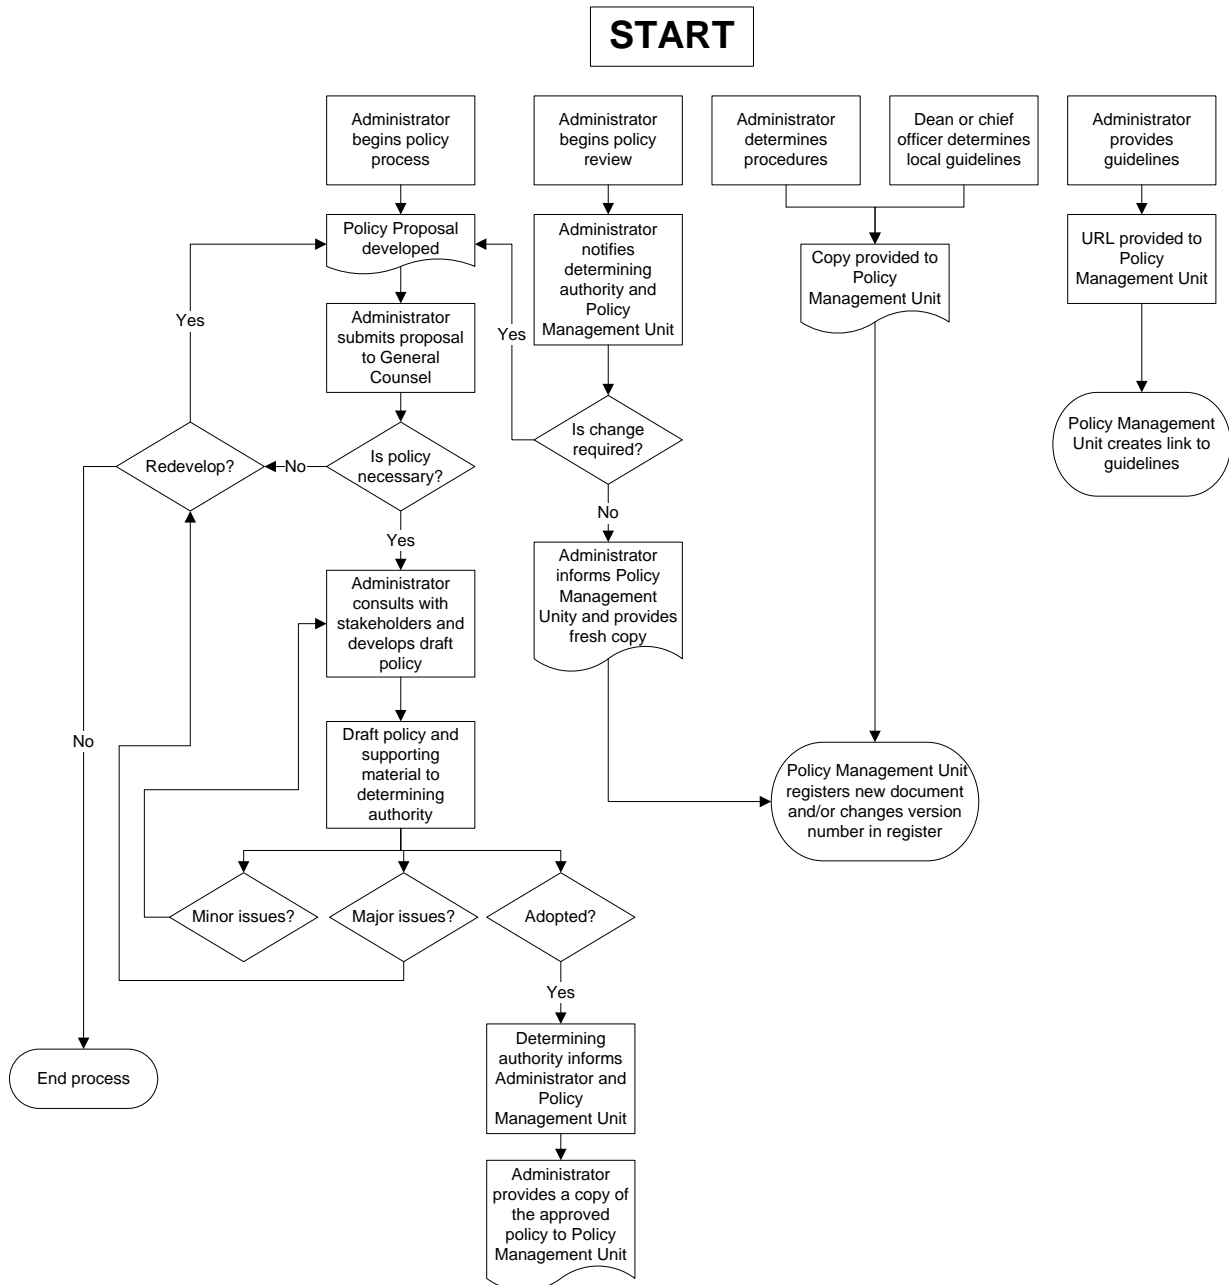 START
Administrator
begins policy
process
Administrator
begins policy
review
Administrator
determines
procedures
Dean or chief
officer determines
local guidelines
Administrator
provides
guidelines
Policy Proposal
developed
Administrator
notifies
determining
authority and
Policy
Management Unit
Copy provided to
Policy
Management Unit
URL provided to
Policy
Management Unit
Yes
Administrator
submits proposal
to General
Counsel
Yes
Redevelop?
No
Is policy
necessary?
Is change
required?
Policy Management
Unit creates link to
guidelines
No
Yes
Administrator
consults with
stakeholders and
develops draft
policy
Administrator
informs Policy
Management
Unity and provides
fresh copy
No
Draft policy and
supporting
material to
determining
authority
Policy Management Unit
registers new document
and/or changes version
number in register
Minor issues?
Major issues?
Adopted?
Yes
End process
Determining
authority informs
Administrator and
Policy
Management Unit
Administrator
provides a copy of
the approved
policy to Policy
Management Unit